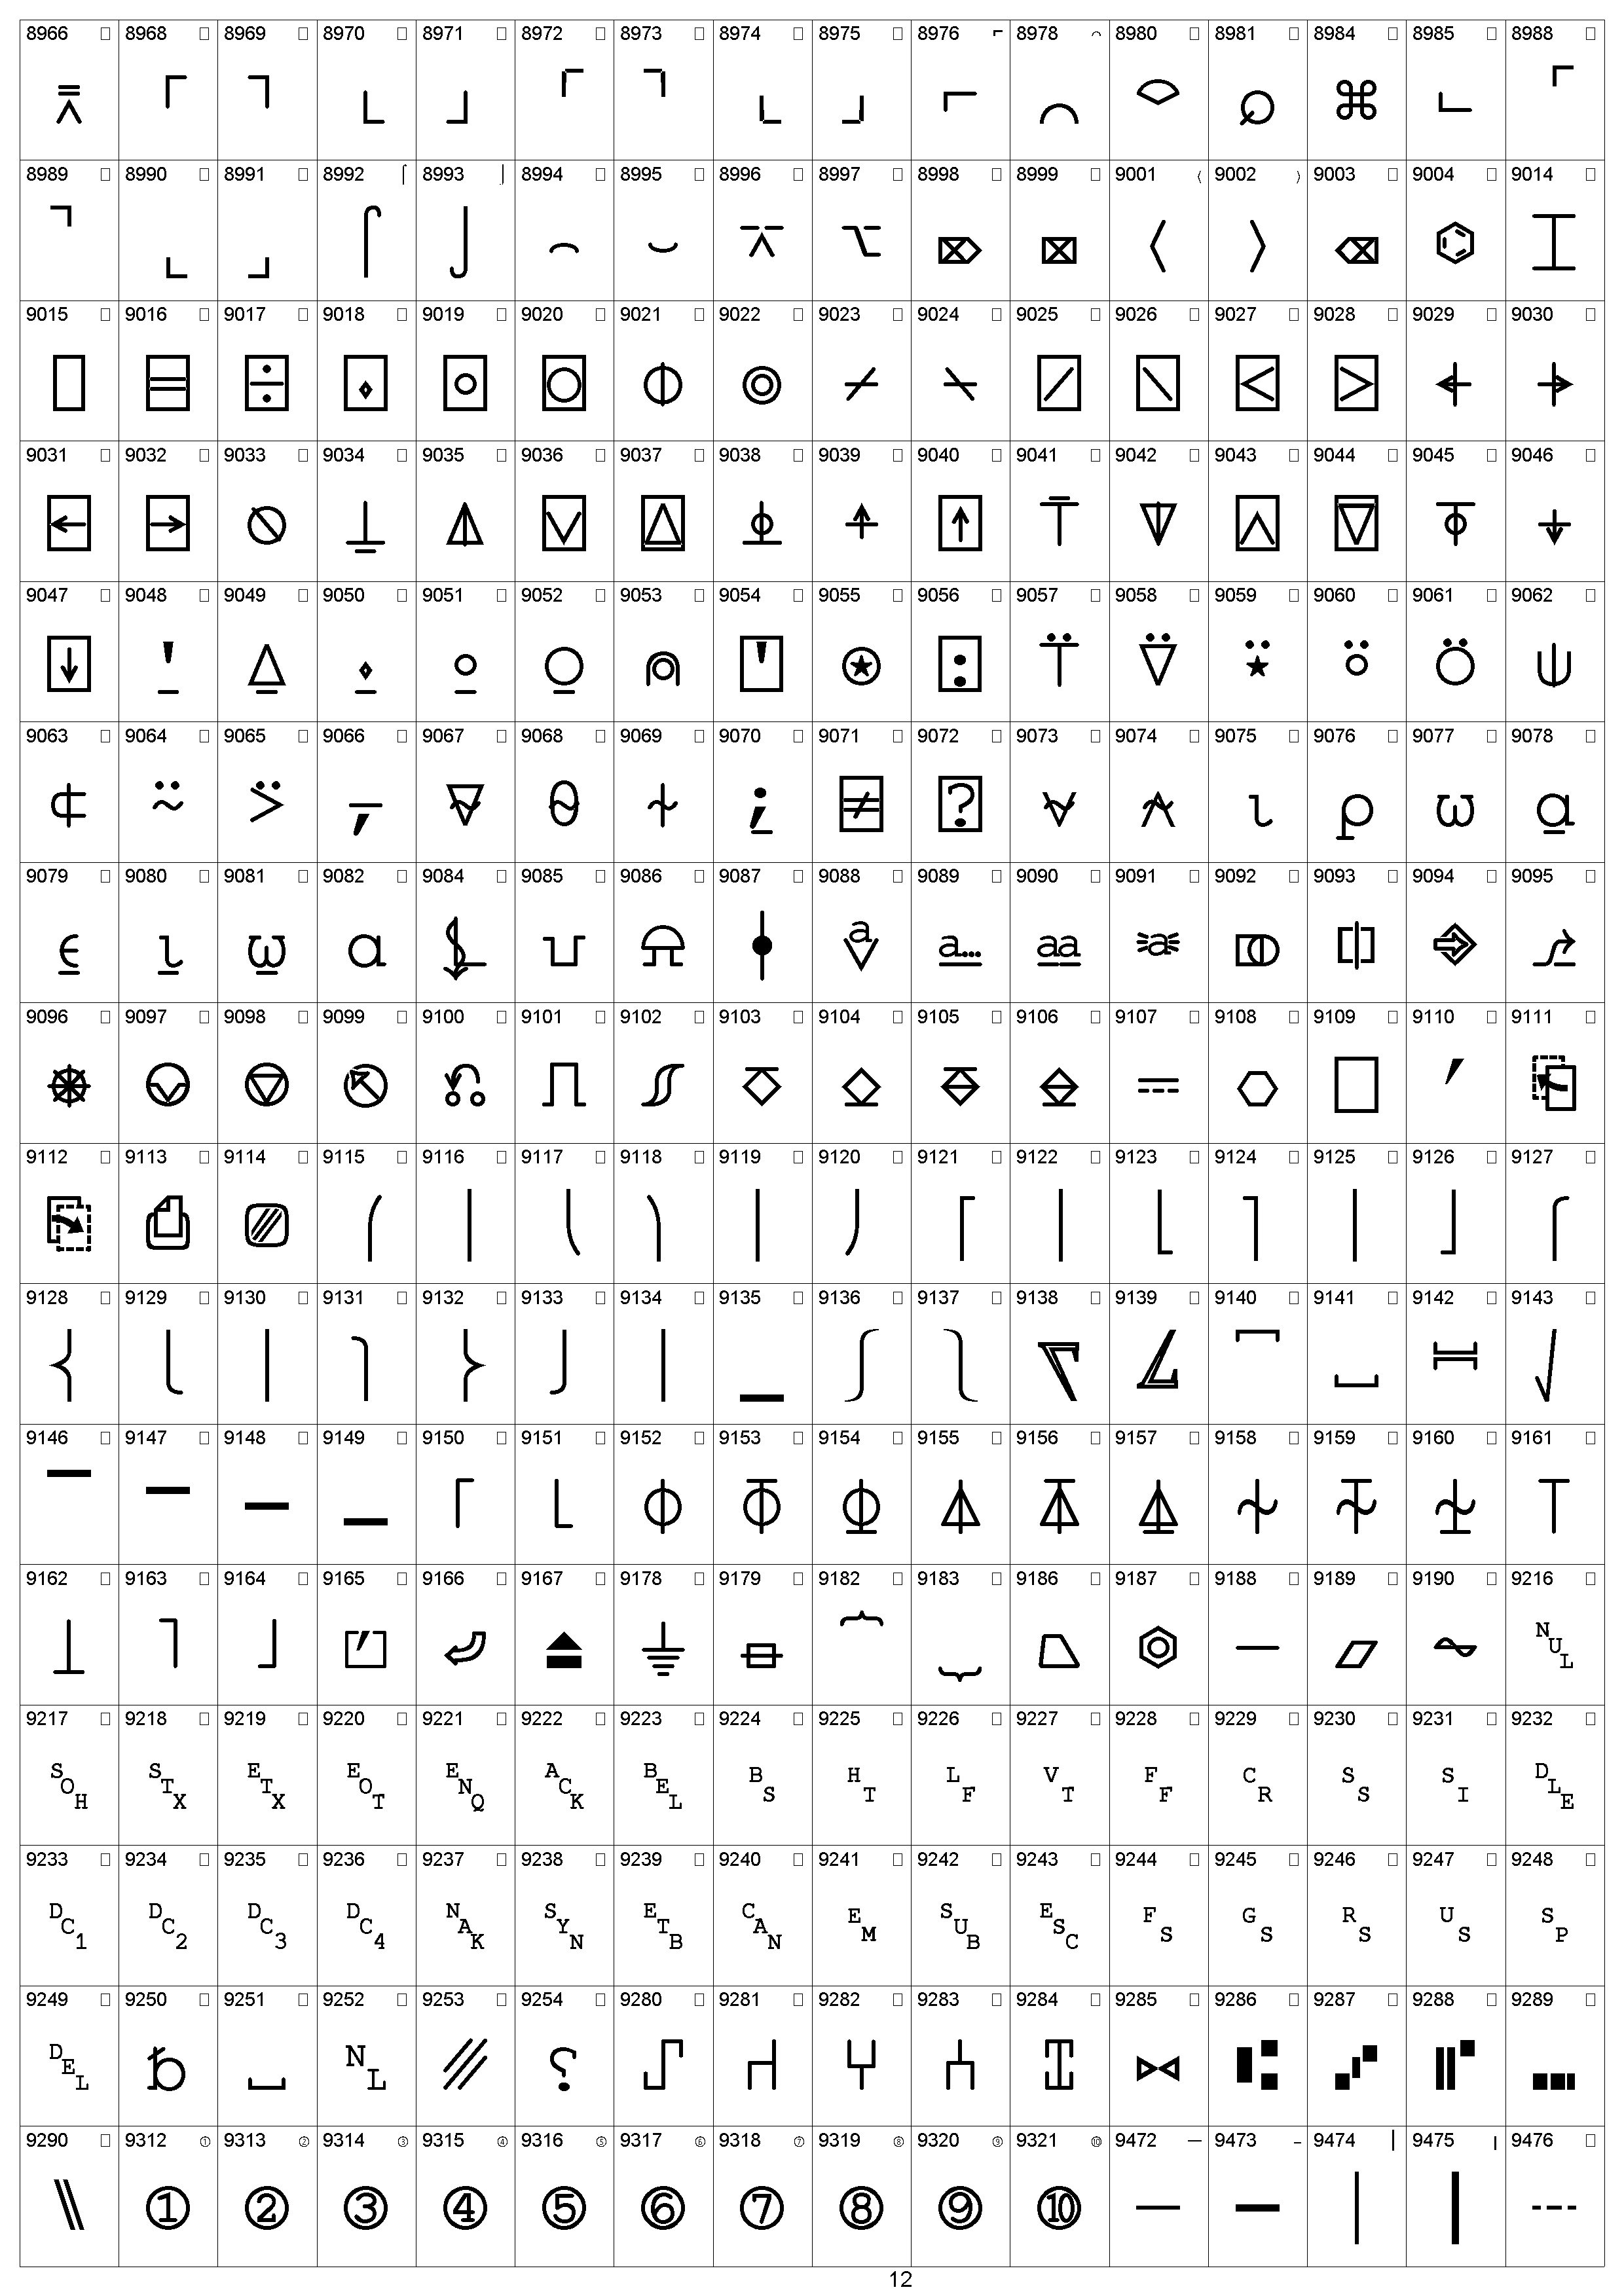 8966 8968 8969 8970 8971 8972 8973 8974 8975 8976 ⌐ 8978 ⌒ 8980 8981 8984 8985 8988
⌆ ⌈ ⌉ ⌊ ⌋ ⌌ ⌍ ⌎ ⌏ ⌐ ⌒ ⌔ ⌕ ⌘ ⌙ ⌜
8989 8990 8991 8992 ⌠ 8993 ⌡ 8994 8995 8996 8997 8998 8999 9001 〈 9002 〉 9003 9004 9014
⌝ ⌞ ⌟ ⌠ ⌡ ⌢ ⌣ ⌤ ⌥ ⌦ ⌧ 〈 〉 ⌫ ⌬ ⌶
9015 9016 9017 9018 9019 9020 9021 9022 9023 9024 9025 9026 9027 9028 9029 9030
⌷ ⌸ ⌹ ⌺ ⌻ ⌼ ⌽ ⌾ ⌿ ⍀ ⍁ ⍂ ⍃ ⍄ ⍅ ⍆
9031 9032 9033 9034 9035 9036 9037 9038 9039 9040 9041 9042 9043 9044 9045 9046
⍇ ⍈ ⍉ ⍊ ⍋ ⍌ ⍍ ⍎ ⍏ ⍐ ⍑ ⍒ ⍓ ⍔ ⍕ ⍖
9047 9048 9049 9050 9051 9052 9053 9054 9055 9056 9057 9058 9059 9060 9061 9062
⍗ ⍘ ⍙ ⍚ ⍛ ⍜ ⍝ ⍞ ⍟ ⍠ ⍡ ⍢ ⍣ ⍤ ⍥ ⍦
9063 9064 9065 9066 9067 9068 9069 9070 9071 9072 9073 9074 9075 9076 9077 9078
⍧ ⍨ ⍩ ⍪ ⍫ ⍬ ⍭ ⍮ ⍯ ⍰ ⍱ ⍲ ⍳ ⍴ ⍵ ⍶
9079 9080 9081 9082 9084 9085 9086 9087 9088 9089 9090 9091 9092 9093 9094 9095
⍷ ⍸ ⍹ ⍺ ⍼ ⍽ ⍾ ⍿ ⎀ ⎁ ⎂ ⎃ ⎄ ⎅ ⎆ ⎇
9096 9097 9098 9099 9100 9101 9102 9103 9104 9105 9106 9107 9108 9109 9110 9111
⎈ ⎉ ⎊ ⎋ ⎌ ⎍ ⎎ ⎏ ⎐ ⎑ ⎒ ⎓ ⎔ ⎕ ⎖ ⎗
9112 9113 9114 9115 9116 9117 9118 9119 9120 9121 9122 9123 9124 9125 9126 9127
⎘ ⎙ ⎚ ⎛ ⎜ ⎝ ⎞ ⎟ ⎠ ⎡ ⎢ ⎣ ⎤ ⎥ ⎦ ⎧
9128 9129 9130 9131 9132 9133 9134 9135 9136 9137 9138 9139 9140 9141 9142 9143
⎨ ⎩ ⎪ ⎫ ⎬ ⎭ ⎮ ⎯ ⎰ ⎱ ⎲ ⎳ ⎴ ⎵ ⎶ ⎷
9146 9147 9148 9149 9150 9151 9152 9153 9154 9155 9156 9157 9158 9159 9160 9161
⎺ ⎻ ⎼ ⎽ ⎾ ⎿ ⏀ ⏁ ⏂ ⏃ ⏄ ⏅ ⏆ ⏇ ⏈ ⏉
9162 9163 9164 9165 9166 9167 9178 9179 9182 9183 9186 9187 9188 9189 9190 9216
⏊ ⏋ ⏌ ⏍ ⏎ ⏏ ⏚ ⏛ ⏞ ⏟ ⏢ ⏣ ⏤ ⏥ ⏦ NUL
9217 9218 9219 9220 9221 9222 9223 9224 9225 9226 9227 9228 9229 9230 9231 9232
SOH STX ETX EOT ENQ ACK BEL BS HT LF VT FF CR SS SI DLE
9233 9234 9235 9236 9237 9238 9239 9240 9241 9242 9243 9244 9245 9246 9247 9248
DC1 DC2 DC3 DC4 NAK SYN ETB CAN EM SUB ESC FS GS RS US SP
9249 9250 9251 9252 9253 9254 9280 9281 9282 9283 9284 9285 9286 9287 9288 9289
DEL ␢ ␣ NL ␥ ␦ ⑀ ⑁ ⑂ ⑃ ⑄ ⑅ ⑆ ⑇ ⑈ ⑉
9290 9312 ① 9313 ② 9314 ③ 9315 ④ 9316 ⑤ 9317 ⑥ 9318 ⑦ 9319 ⑧ 9320 ⑨ 9321 ⑩ 9472 ─ 9473 ━ 9474 │ 9475 ┃ 9476
⑊ ① ② ③ ④ ⑤ ⑥ ⑦ ⑧ ⑨ ⑩ ─ ━ │ ┃ ┄
12